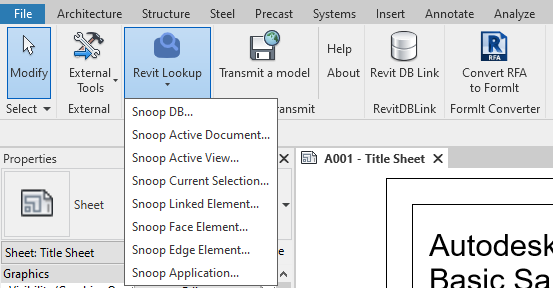 File Architecture Structure Steel Precast Systems Insert Annotate Analyze
Modify External Tools Revit Lookup Transmit a model Help About Revit DB Link Convert RFA to FormIt
Select External RevitDBLink FormIt Converter
Snoop DB...
Snoop Active Document...
Snoop Active View...
Snoop Current Selection...
Snoop Linked Element...
Snoop Face Element...
Snoop Edge Element...
Snoop Application...
Properties
Sheet
Sheet: Title Sheet
Graphics
A001 - Title Sheet
Autodesk
Basic Sa
RFA